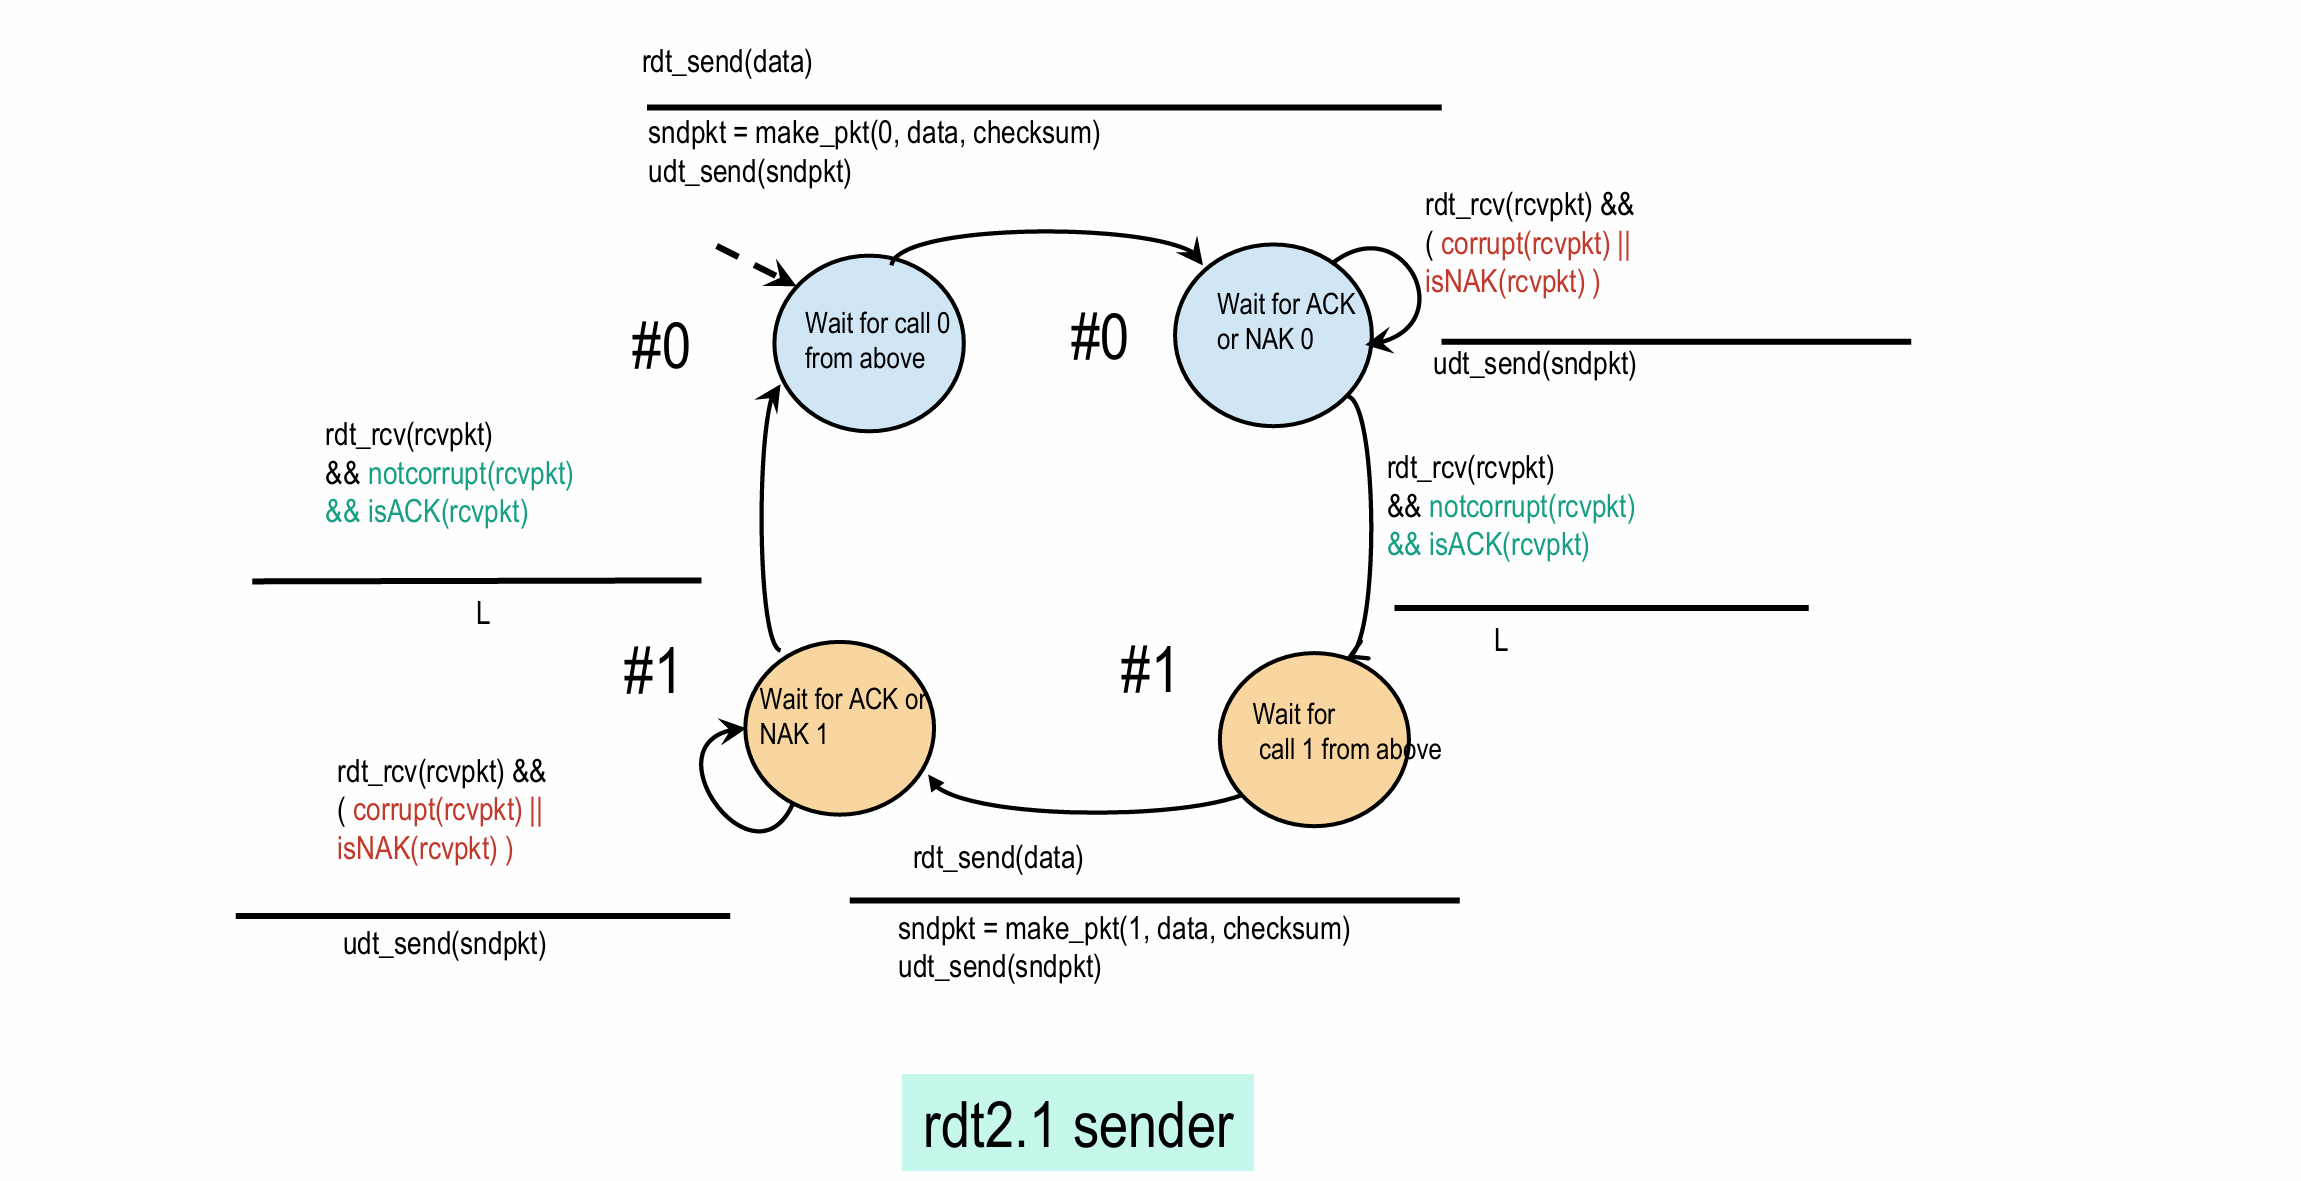 rdt_send(data)
sndpkt = make_pkt(0, data, checksum)
udt_send(sndpkt)
rdt_rcv(rcvpkt) &&
( corrupt(rcvpkt) ||
isNAK(rcvpkt) )
udt_send(sndpkt)
#0
Wait for call 0
from above
#0
Wait for ACK
or NAK 0
rdt_rcv(rcvpkt)
&& notcorrupt(rcvpkt)
&& isACK(rcvpkt)
L
rdt_rcv(rcvpkt)
&& notcorrupt(rcvpkt)
&& isACK(rcvpkt)
L
#1
Wait for ACK or
NAK 1
#1
Wait for
call 1 from above
rdt_rcv(rcvpkt) &&
( corrupt(rcvpkt) ||
isNAK(rcvpkt) )
udt_send(sndpkt)
rdt_send(data)
sndpkt = make_pkt(1, data, checksum)
udt_send(sndpkt)
rdt2.1 sender